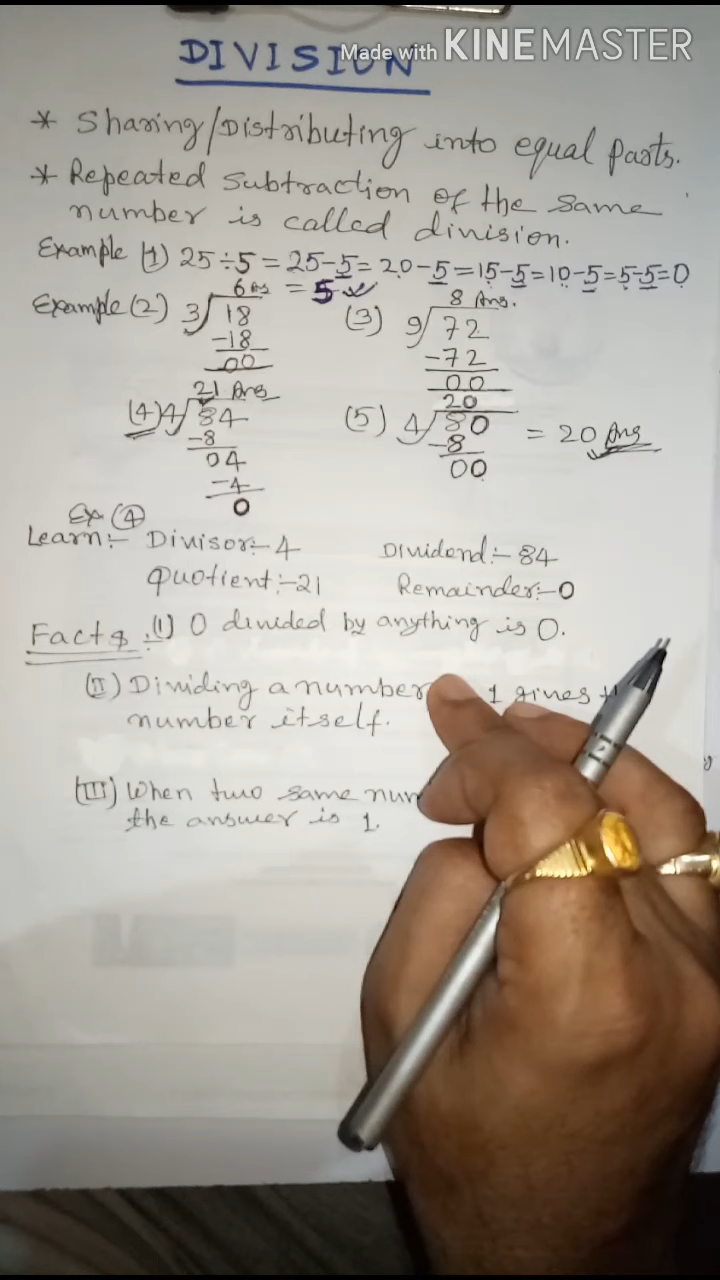 DIVISION
Made with KINEMASTER
* Sharing/Distributing into equal parts.
* Repeated subtraction of the same
number is called division.
Example (1) 25÷5 = 25-5= 20-5=15-5=10-5=5-5=0
= 5
Example (2) 6 Ans
3 18
-18
00
(3) 8 Ans.
9 72
-72
00
(4) 21 Ans
4 84
-8
04
-4
0
(5) 20
4 80 = 20 Ans
-8
00
Ex (4)
Learn:- Divisor:-4 Dividend:- 84
Quotient:-21 Remainder:-0
Facts :- (I) 0 divided by anything is 0.
(II) Dividing a number 1 gives
number itself.
(III) When two same
the answer is 1.